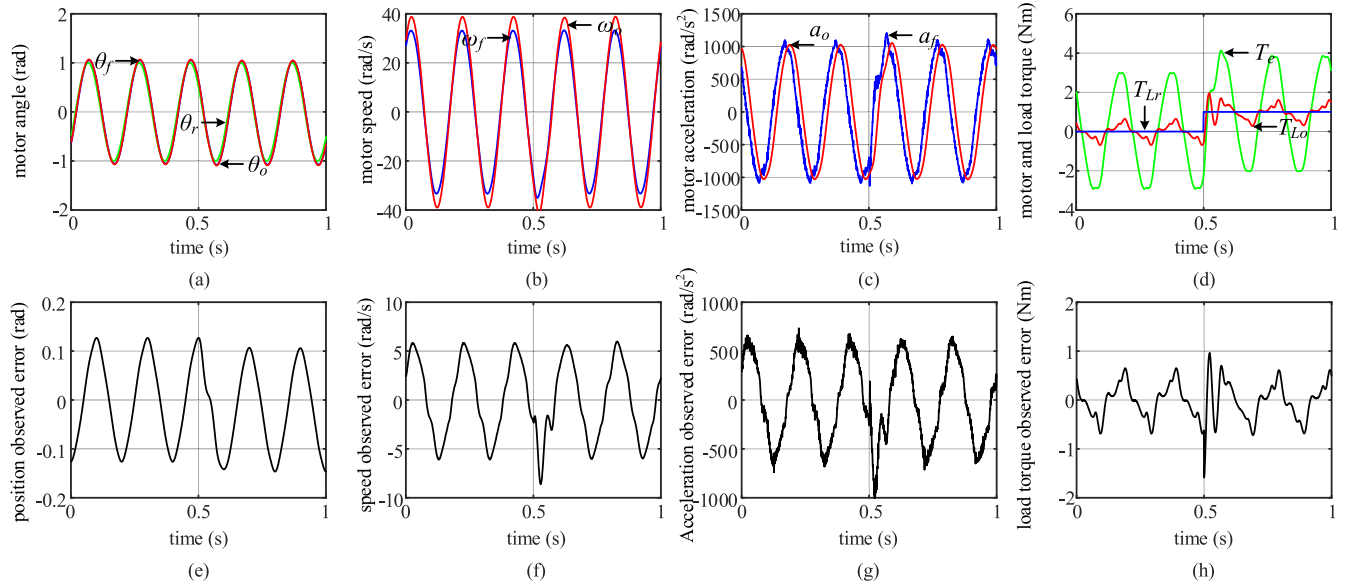 motor angle (rad)
2
1
0
-1
-2
θf
θr
θo
0
0.5
1
time (s)
(a)
motor speed (rad/s)
40
20
0
-20
-40
ωf
ωo
0
0.5
1
time (s)
(b)
motor acceleration (rad/s²)
1500
1000
500
0
-500
-1000
-1500
ao
af
0
0.5
1
time (s)
(c)
motor and load torque (Nm)
6
4
2
0
-2
-4
Te
TLr
TLo
0
0.5
1
time (s)
(d)
position observed error (rad)
0.2
0.1
0
-0.1
-0.2
0
0.5
1
time (s)
(e)
speed observed error (rad/s)
10
5
0
-5
-10
0
0.5
1
time (s)
(f)
Acceleration observed error (rad/s²)
1000
500
0
-500
1000
0
0.5
1
time (s)
(g)
load torque observed error (Nm)
2
1
0
-1
-2
0
0.5
1
time (s)
(h)